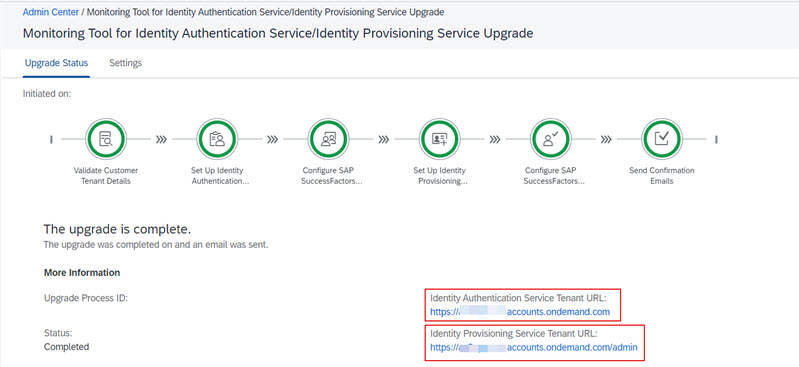 Admin Center / Monitoring Tool for Identity Authentication Service/Identity Provisioning Service Upgrade
Monitoring Tool for Identity Authentication Service/Identity Provisioning Service Upgrade
Upgrade Status Settings
Initiated on:
Validate Customer
Tenant Details
Set Up Identity
Authentication...
Configure SAP
SuccessFactors...
Set Up Identity
Provisioning...
Configure SAP
SuccessFactors...
Send Confirmation
Emails
The upgrade is complete.
The upgrade was completed on and an email was sent.
More Information
Upgrade Process ID:
Identity Authentication Service Tenant URL:
https:// accounts.ondemand.com
Status:
Completed
Identity Provisioning Service Tenant URL:
https:// accounts.ondemand.com/admin